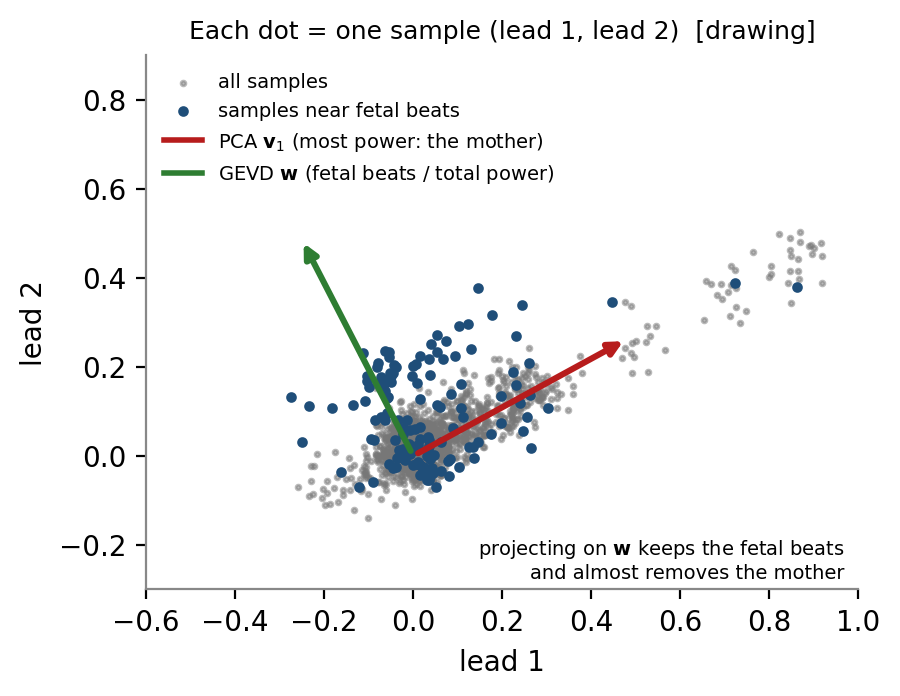 Each dot = one sample (lead 1, lead 2)  [drawing]
all samples
samples near fetal beats
PCA v₁ (most power: the mother)
GEVD w (fetal beats / total power)
0.8
0.6
0.4
0.2
0.0
−0.2
lead 2
projecting on w keeps the fetal beats
and almost removes the mother
−0.6 −0.4 −0.2 0.0 0.2 0.4 0.6 0.8 1.0
lead 1